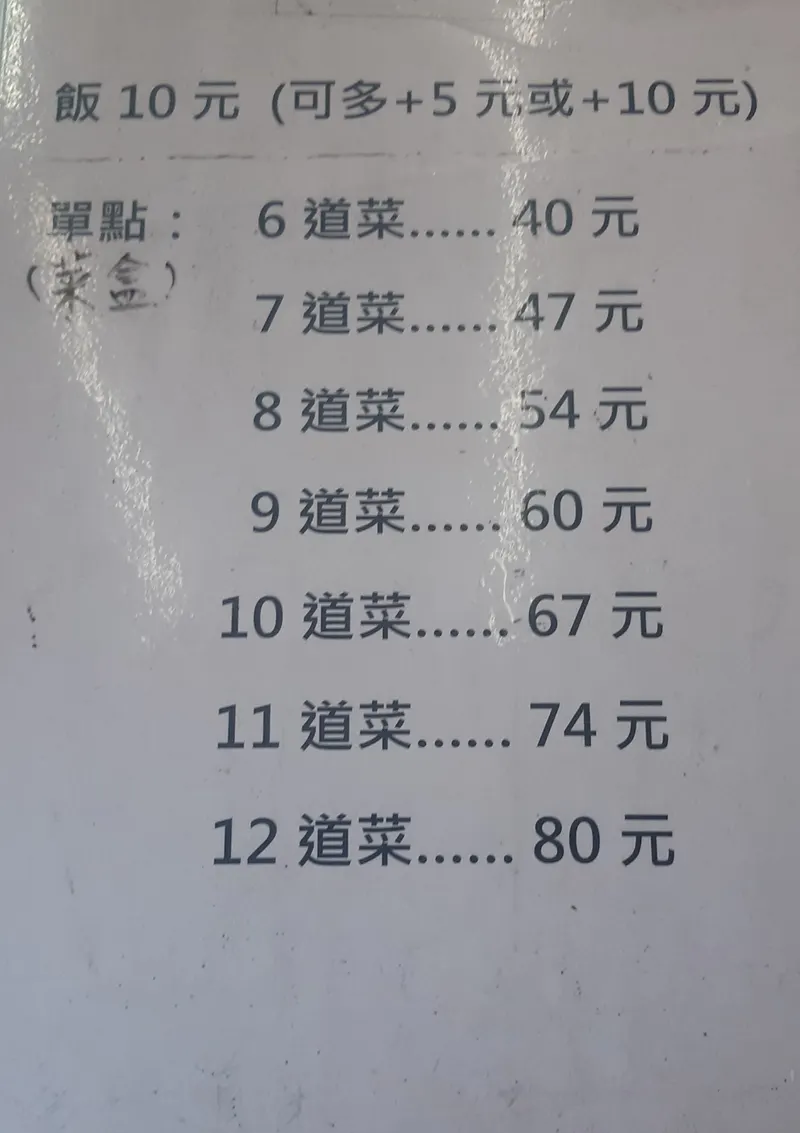 飯 10 元 (可多+5 元或+10 元)
單點： 6 道菜...... 40 元
(菜盒)
7 道菜...... 47 元
8 道菜...... 54 元
9 道菜...... 60 元
10 道菜...... 67 元
11 道菜...... 74 元
12 道菜...... 80 元